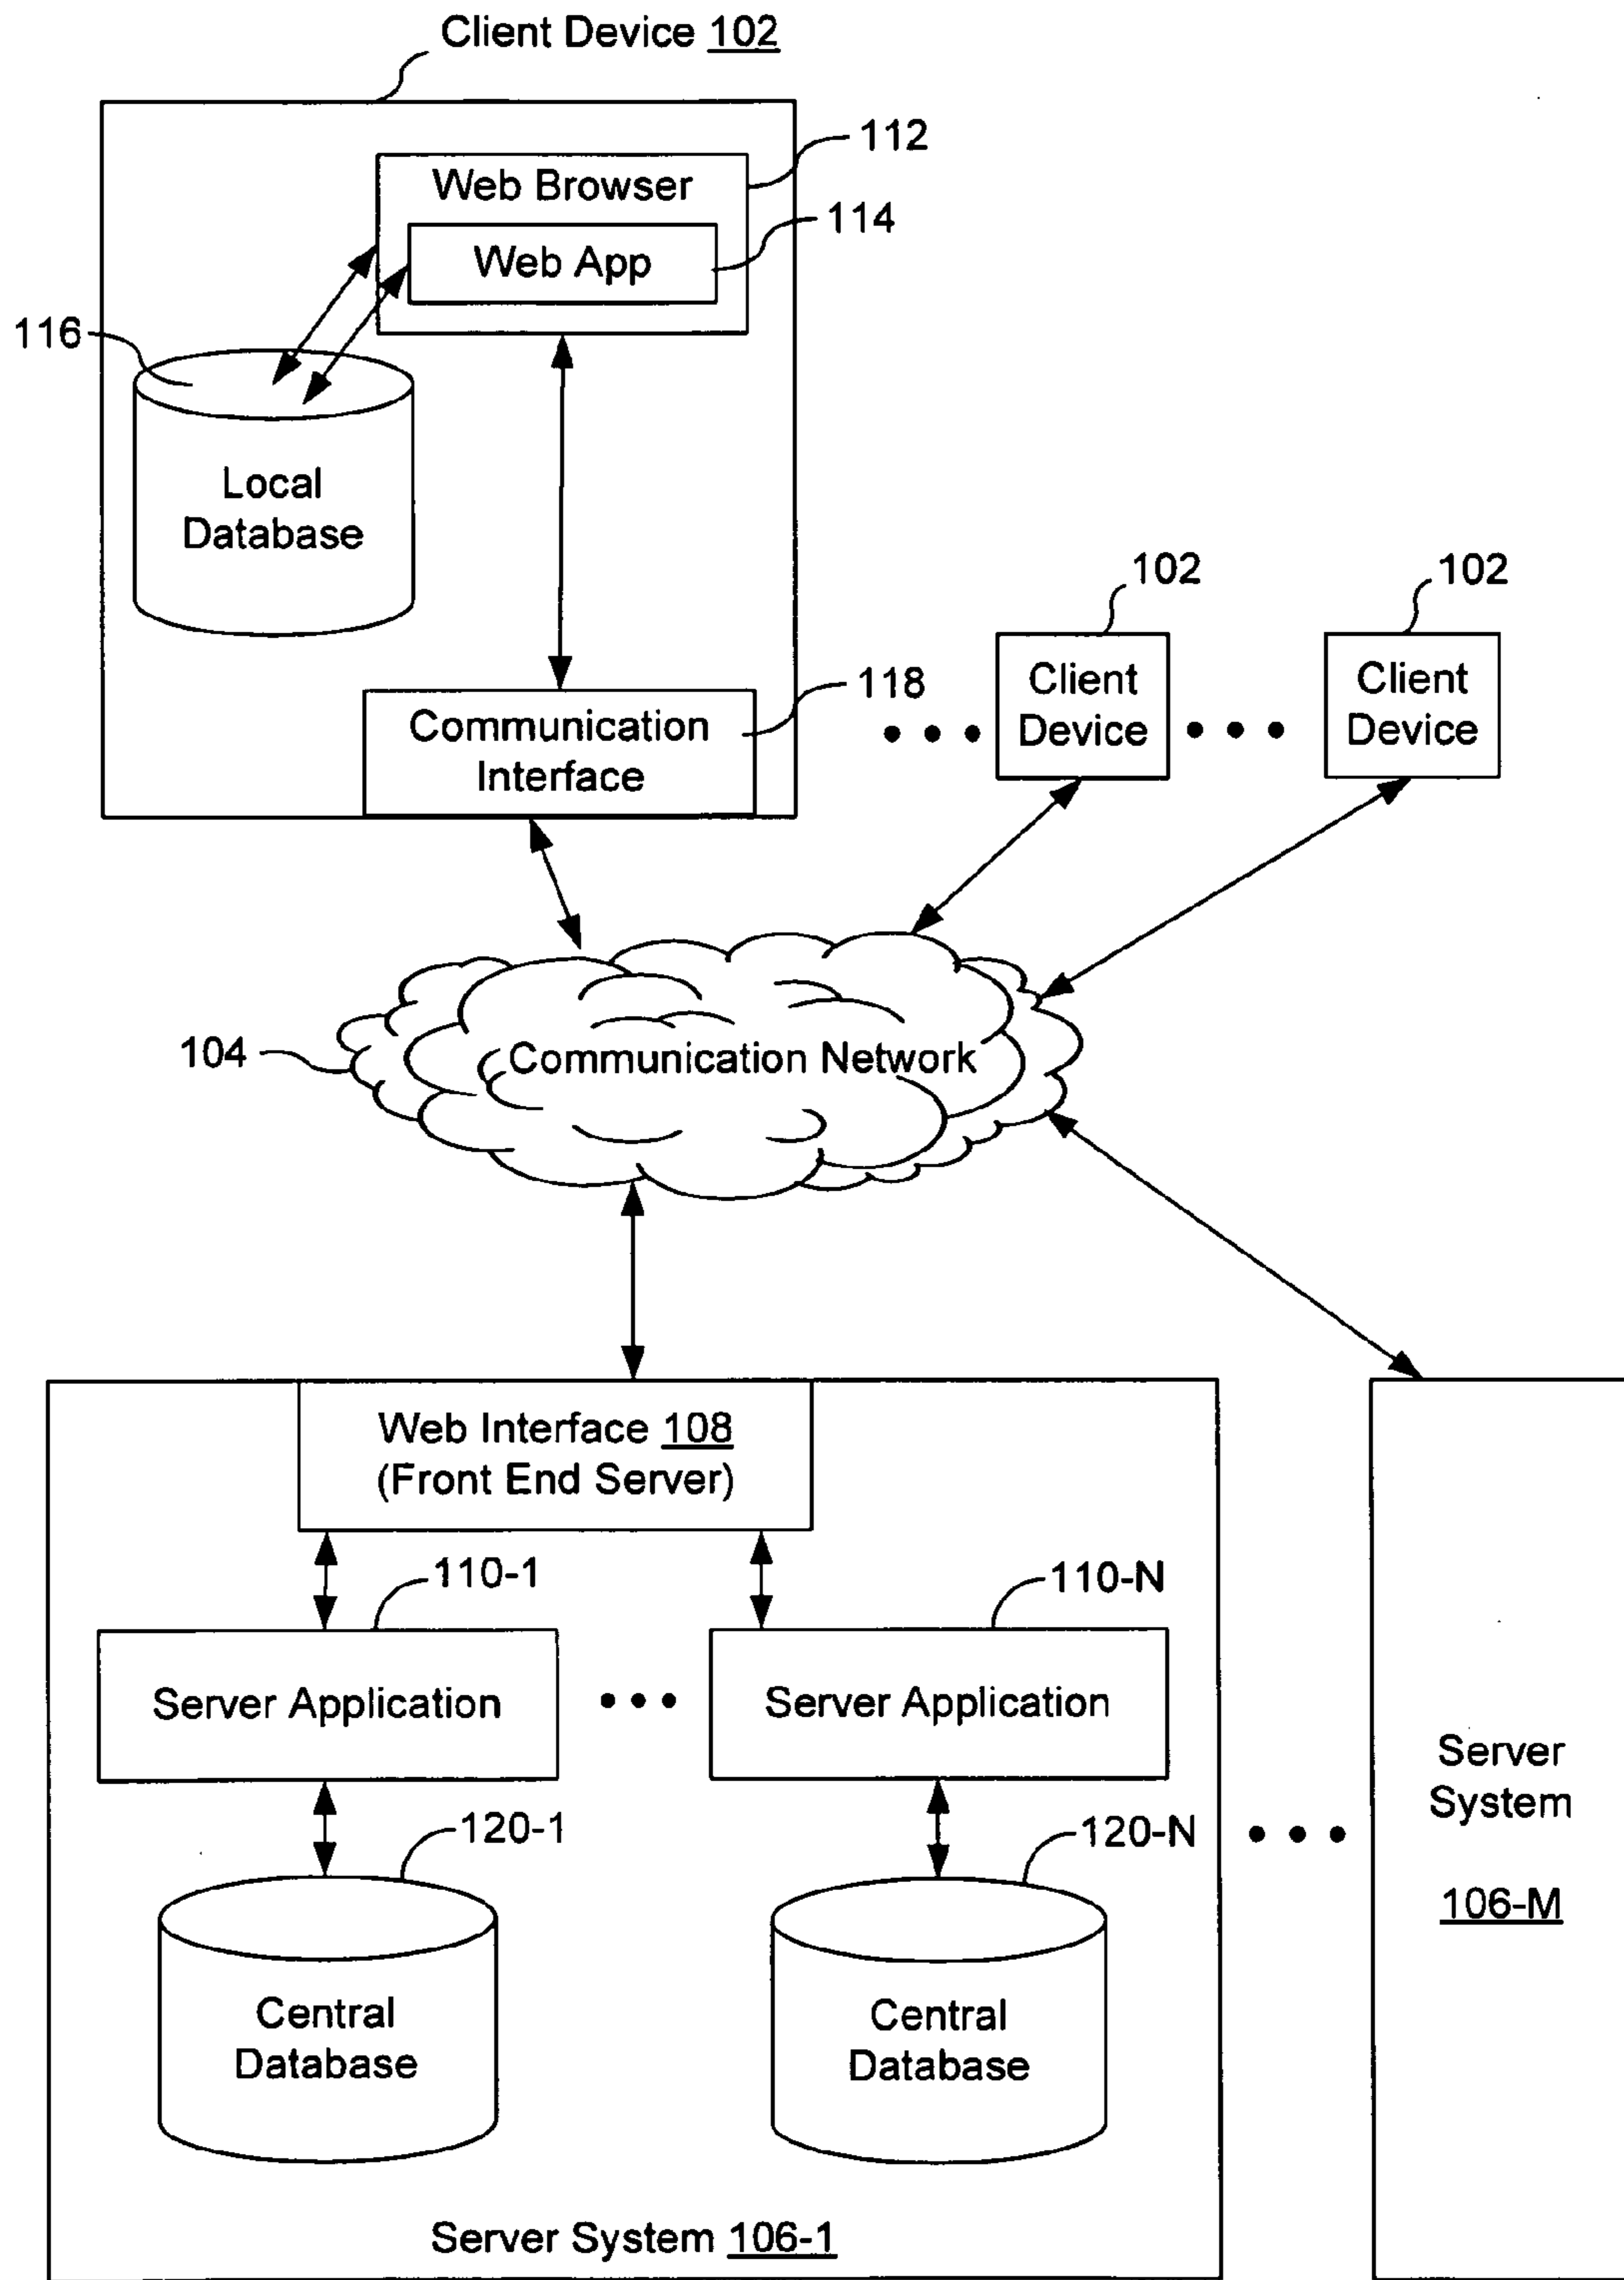 Client Device 102
112
Web Browser
114
Web App
116
Local
Database
102
102
Client
Device
Client
Device
118
Communication
Interface
104
Communication Network
Web Interface 108
(Front End Server)
110-1
110-N
Server Application
Server Application
Server
System
106-M
120-1
120-N
Central
Database
Central
Database
Server System 106-1